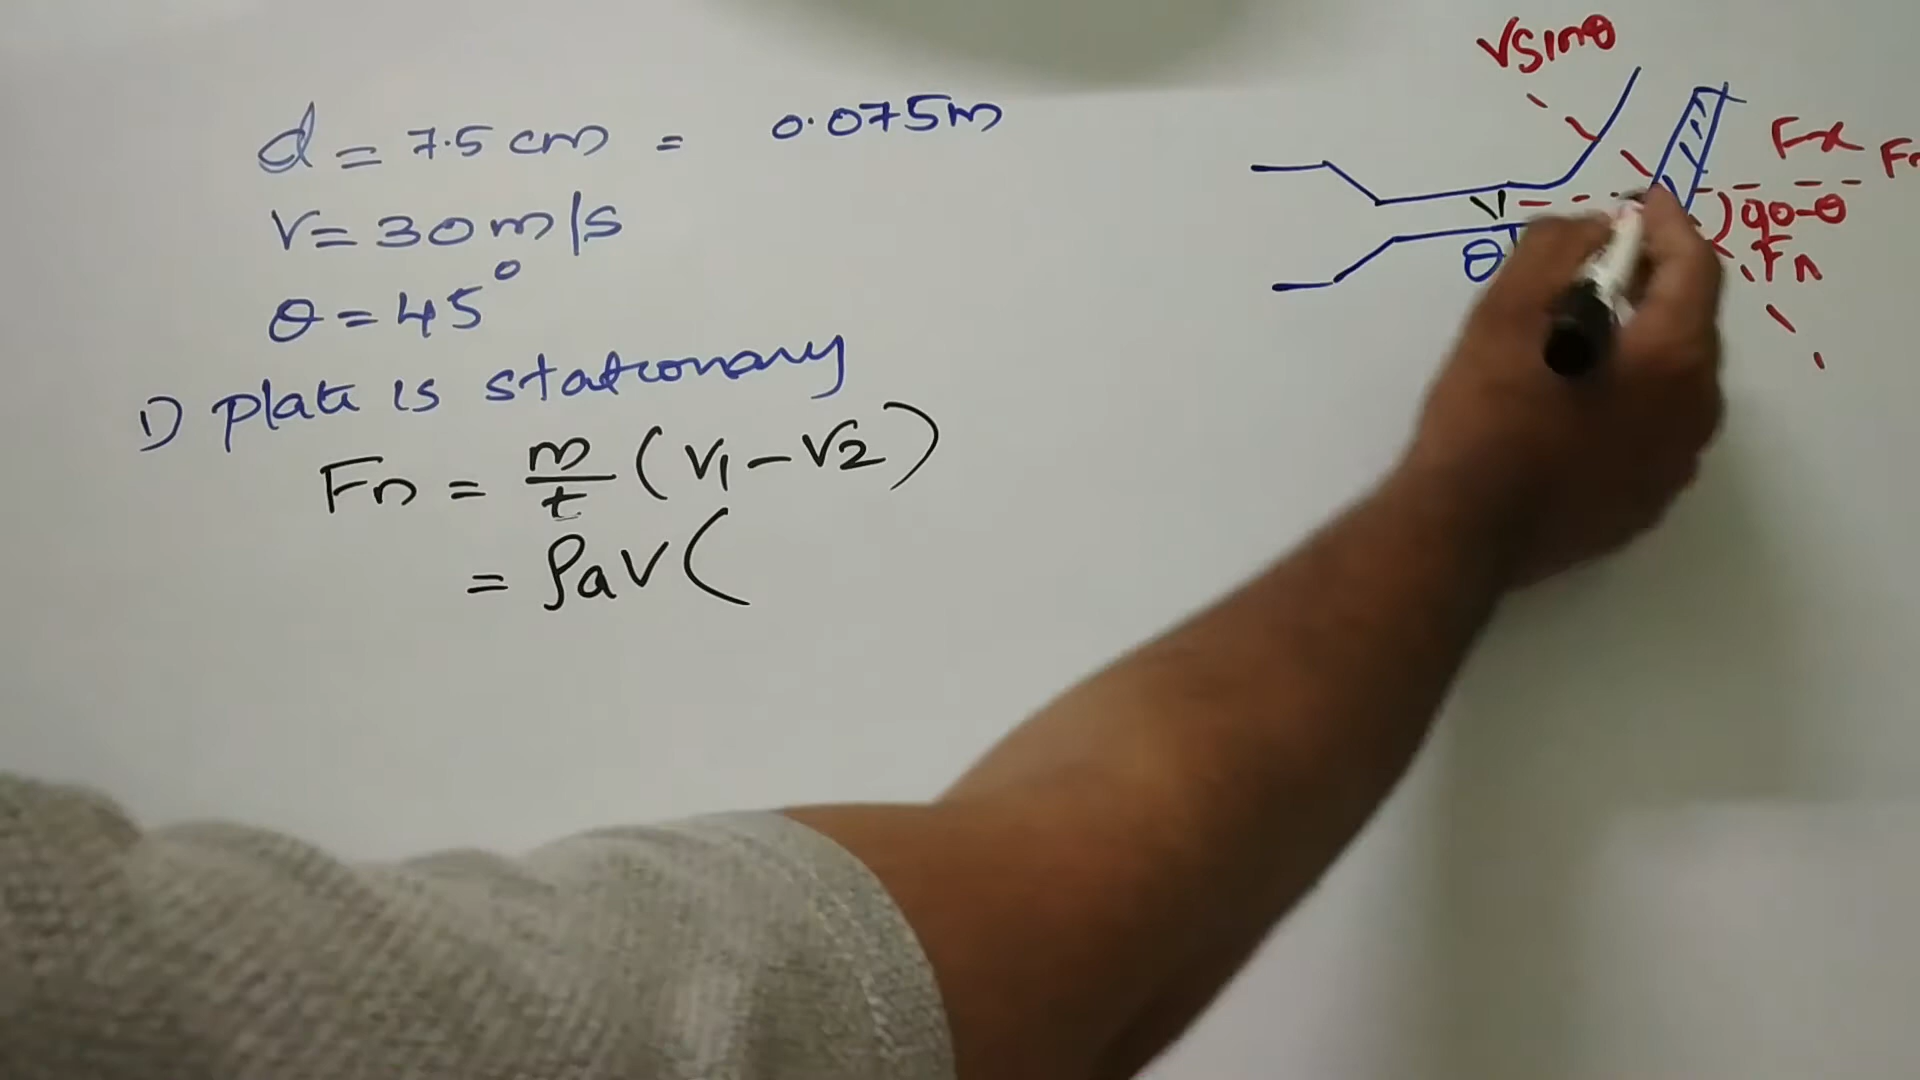 d = 7.5 cm = 0.075m
V = 30 m/s
θ = 45°
1) plate is stationary
Fn = m/t (V1 - V2)
= ρaV (
Vsinθ
Fx
V
90-θ
θ
Fn